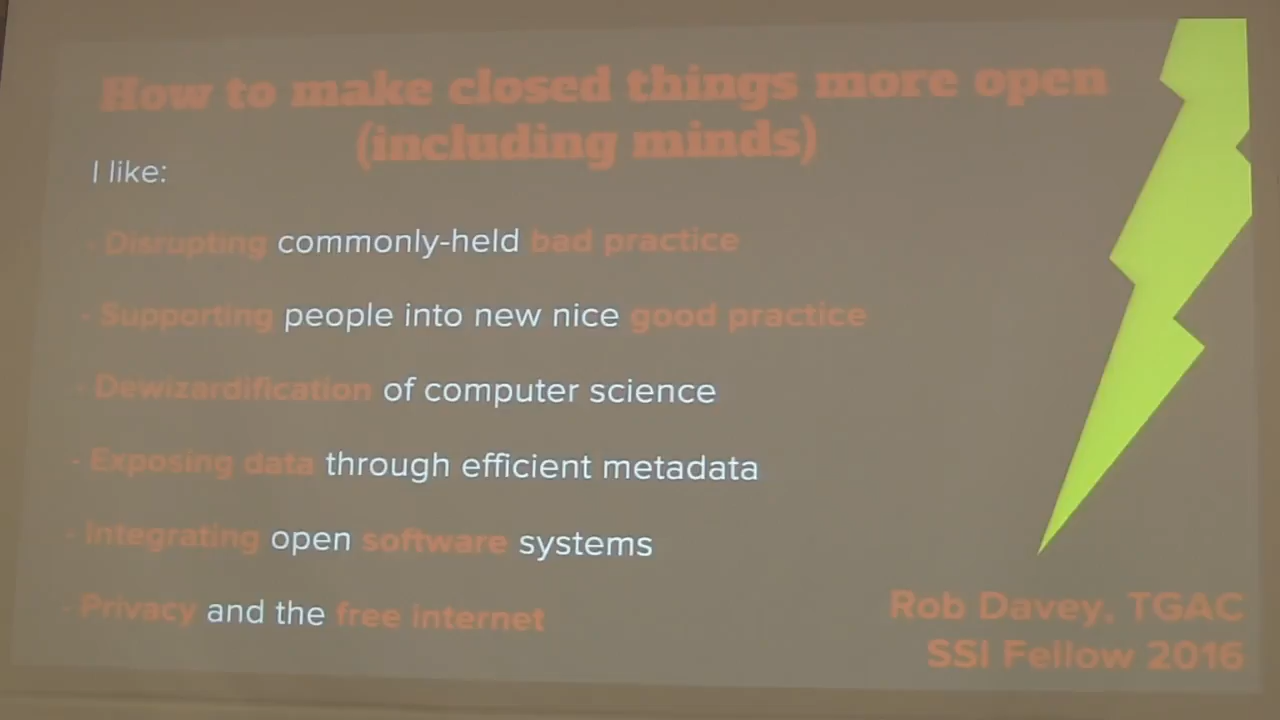 How to make closed things more open
(including minds)
I like:
- Disrupting commonly-held bad practice
- Supporting people into new nice good practice
- Dewizardification of computer science
- Exposing data through efficient metadata
- Integrating open software systems
- Privacy and the free internet
Rob Davey, TGAC
SSI Fellow 2016